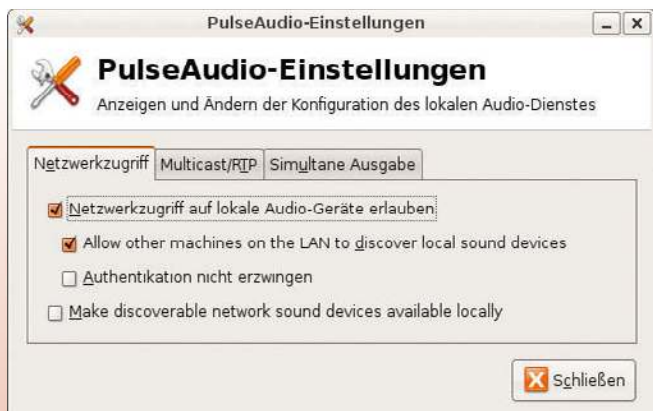 PulseAudio-Einstellungen
PulseAudio-Einstellungen
Anzeigen und Ändern der Konfiguration des lokalen Audio-Dienstes
Netzwerkzugriff Multicast/RTP Simultane Ausgabe
Netzwerkzugriff auf lokale Audio-Geräte erlauben
Allow other machines on the LAN to discover local sound devices
Authentikation nicht erzwingen
Make discoverable network sound devices available locally
Schließen